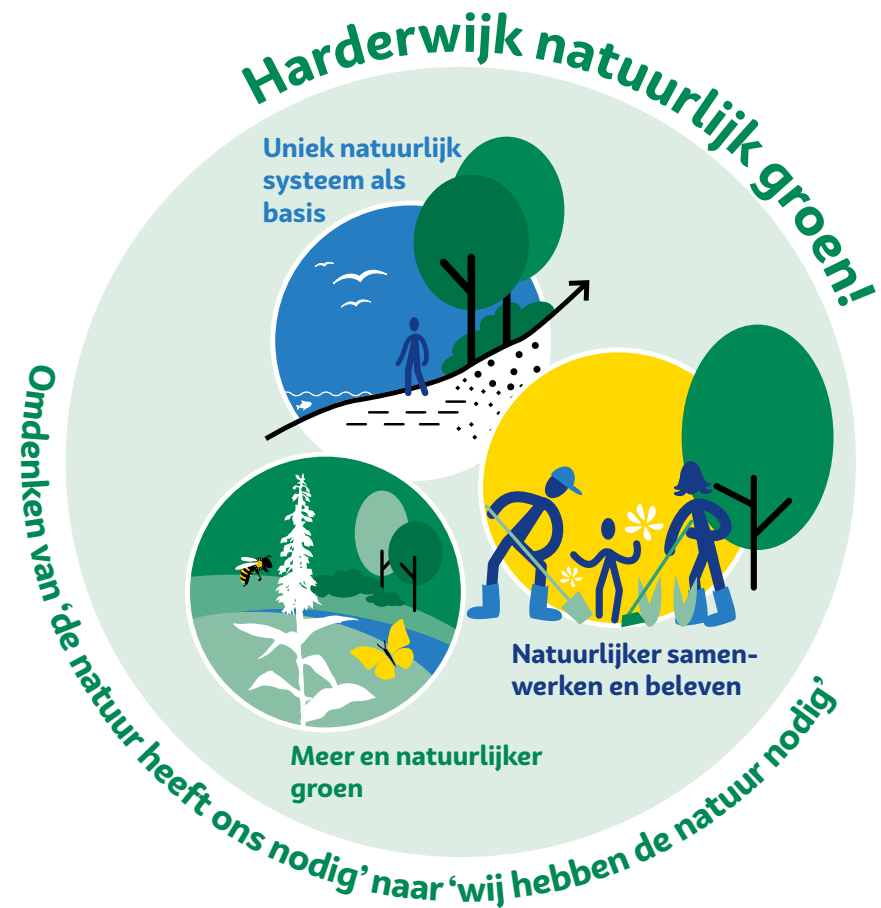 Harderwijk natuurlijk groen!
Uniek natuurlijk
systeem als
basis
Natuurlijker samen-
werken en beleven
Meer en natuurlijker
groen
Omdenken van ‘de natuur heeft ons nodig’ naar ‘wij hebben de natuur nodig’